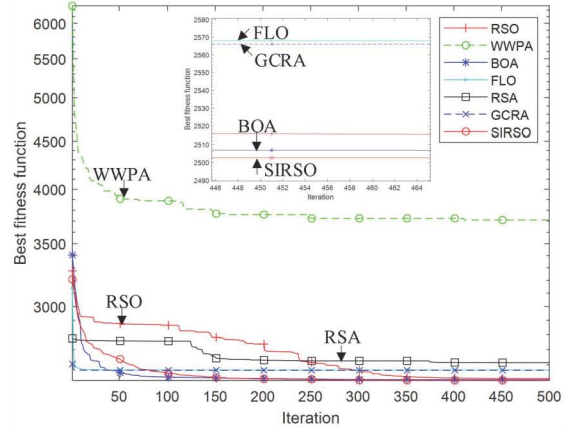 6000
5500
5000
4500
4000
3500
3000
Best fitness function
50 100 150 200 250 300 350 400 450 500
Iteration
WWPA
RSO
RSA
2580
2570
2560
2550
2540
2530
2520
2510
2500
2490
Best fitness function
446 448 450 452 454 456 458 460 462 464
Iteration
FLO
GCRA
BOA
SIRSO
RSO
WWPA
BOA
FLO
RSA
GCRA
SIRSO